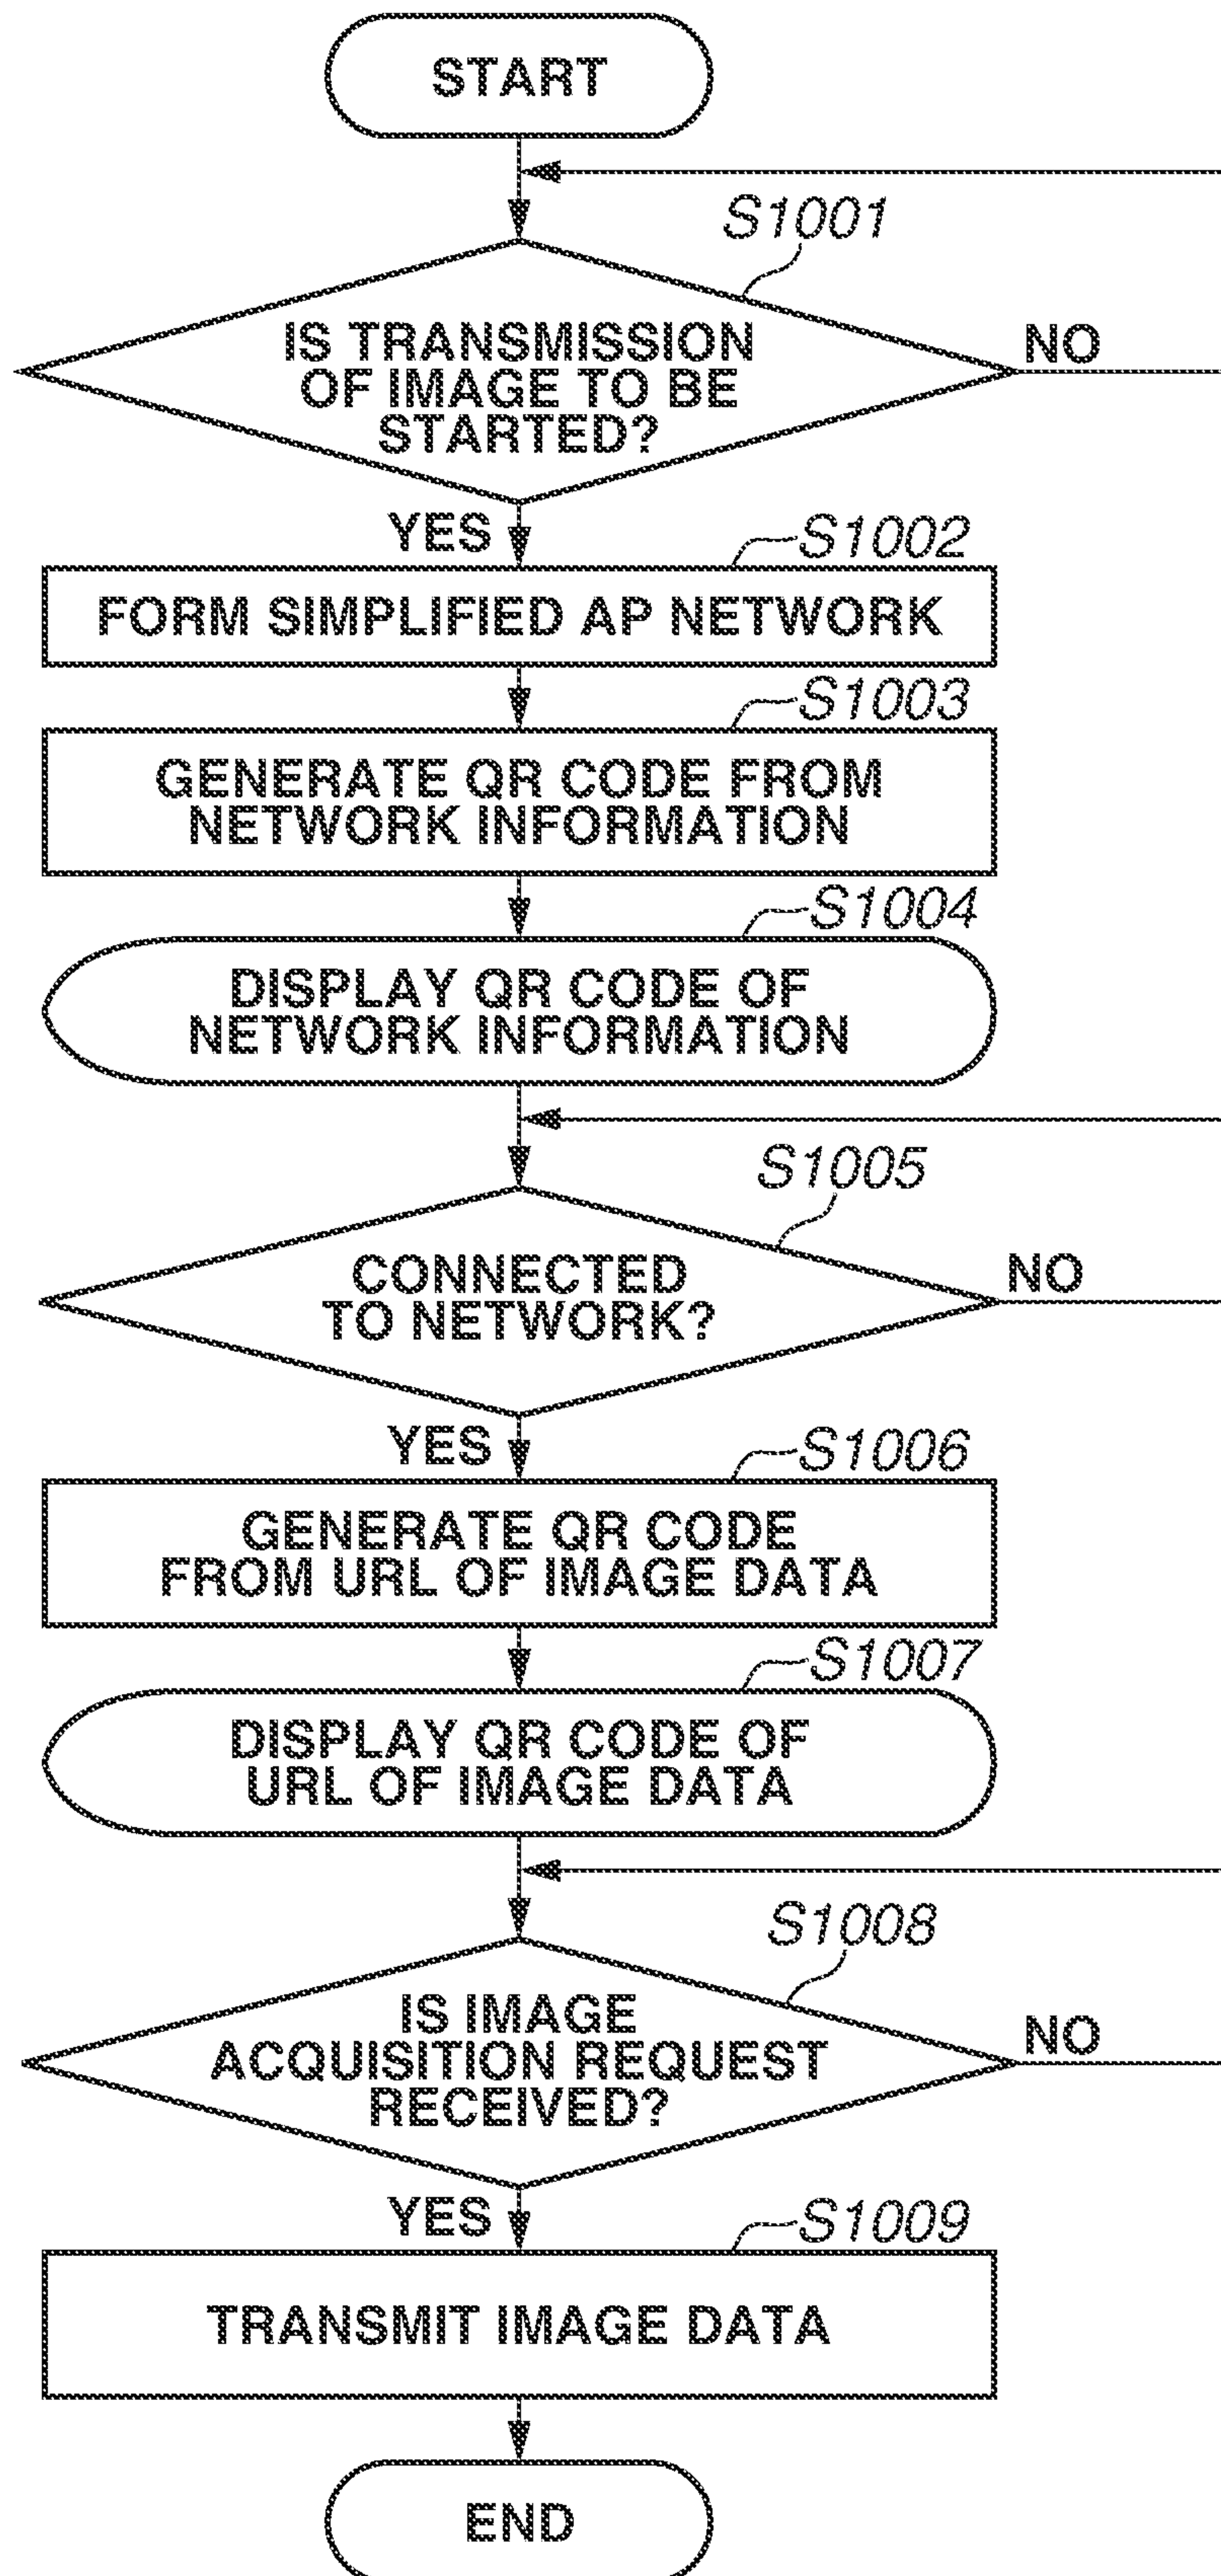 START
S1001
IS TRANSMISSION
OF IMAGE TO BE
STARTED?
NO
YES
S1002
FORM SIMPLIFIED AP NETWORK
S1003
GENERATE QR CODE FROM
NETWORK INFORMATION
S1004
DISPLAY QR CODE OF
NETWORK INFORMATION
S1005
CONNECTED
TO NETWORK?
NO
YES
S1006
GENERATE QR CODE
FROM URL OF IMAGE DATA
S1007
DISPLAY QR CODE OF
URL OF IMAGE DATA
S1008
IS IMAGE
ACQUISITION REQUEST
RECEIVED?
NO
YES
S1009
TRANSMIT IMAGE DATA
END